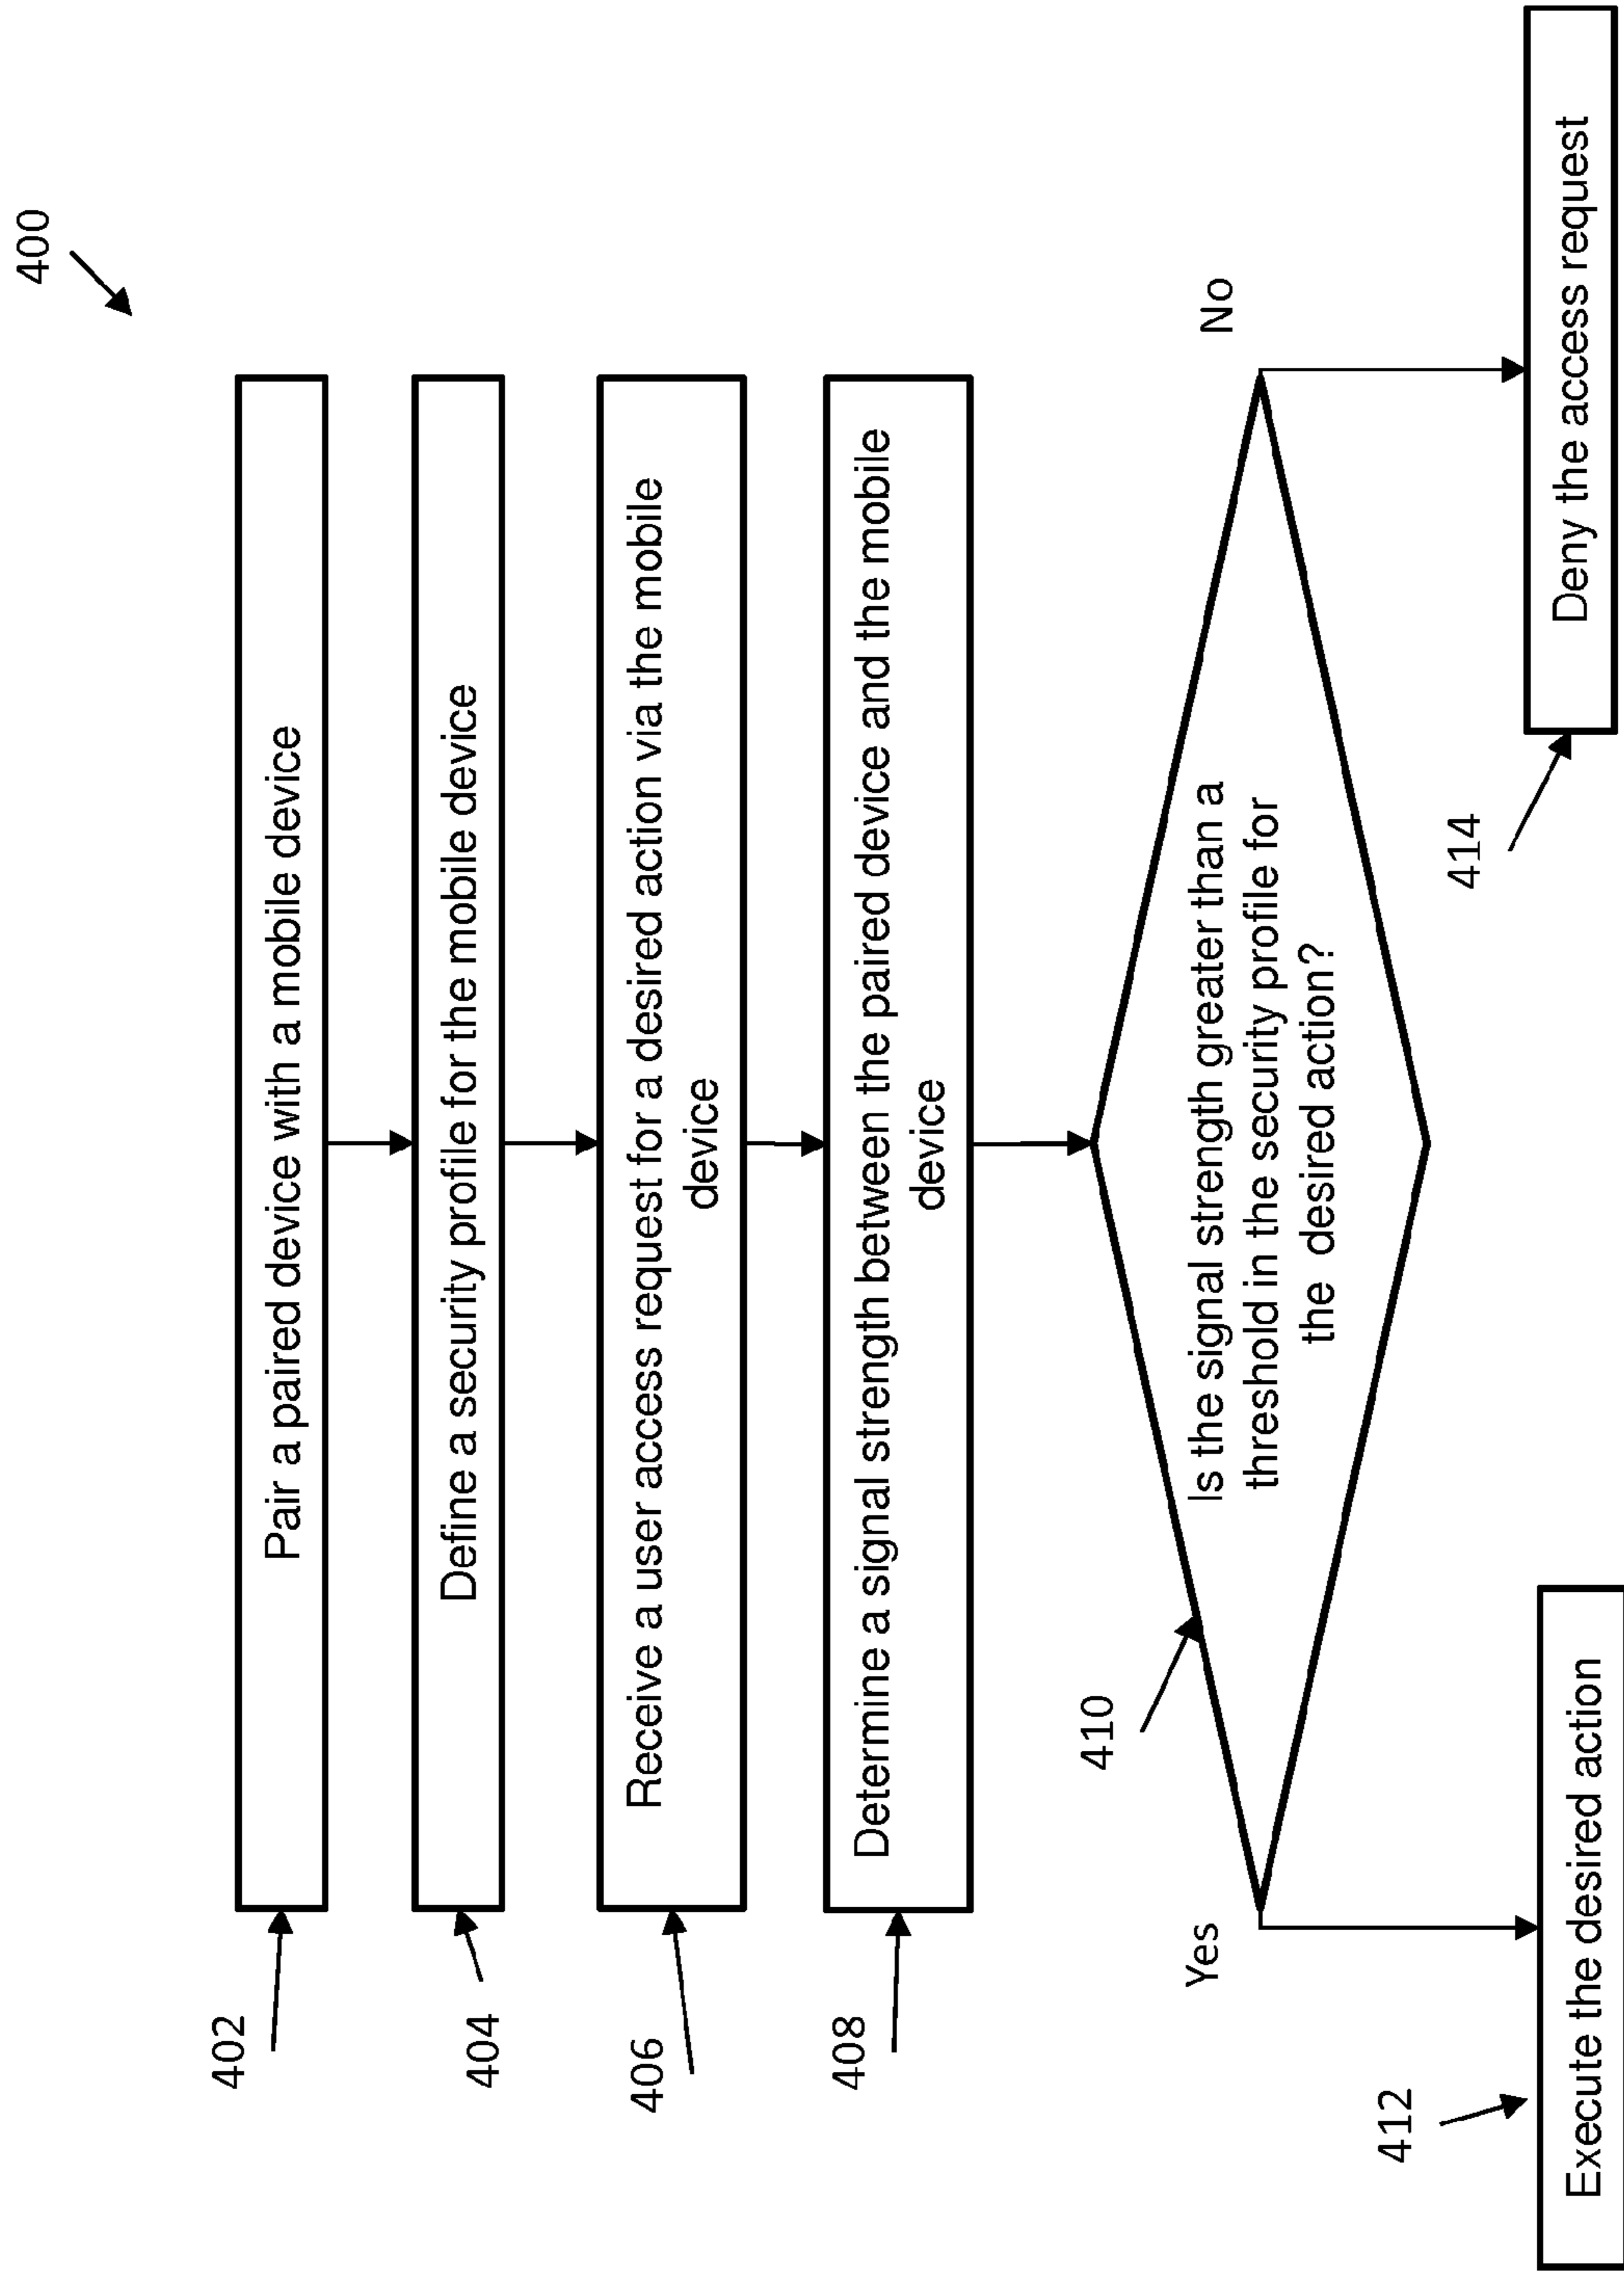 400
402
Pair a paired device with a mobile device
404
Define a security profile for the mobile device
406
Receive a user access request for a desired action via the mobile
device
408
Determine a signal strength between the paired device and the mobile
device
410
Is the signal strength greater than a
threshold in the security profile for
the desired action?
Yes
No
412
Execute the desired action
414
Deny the access request